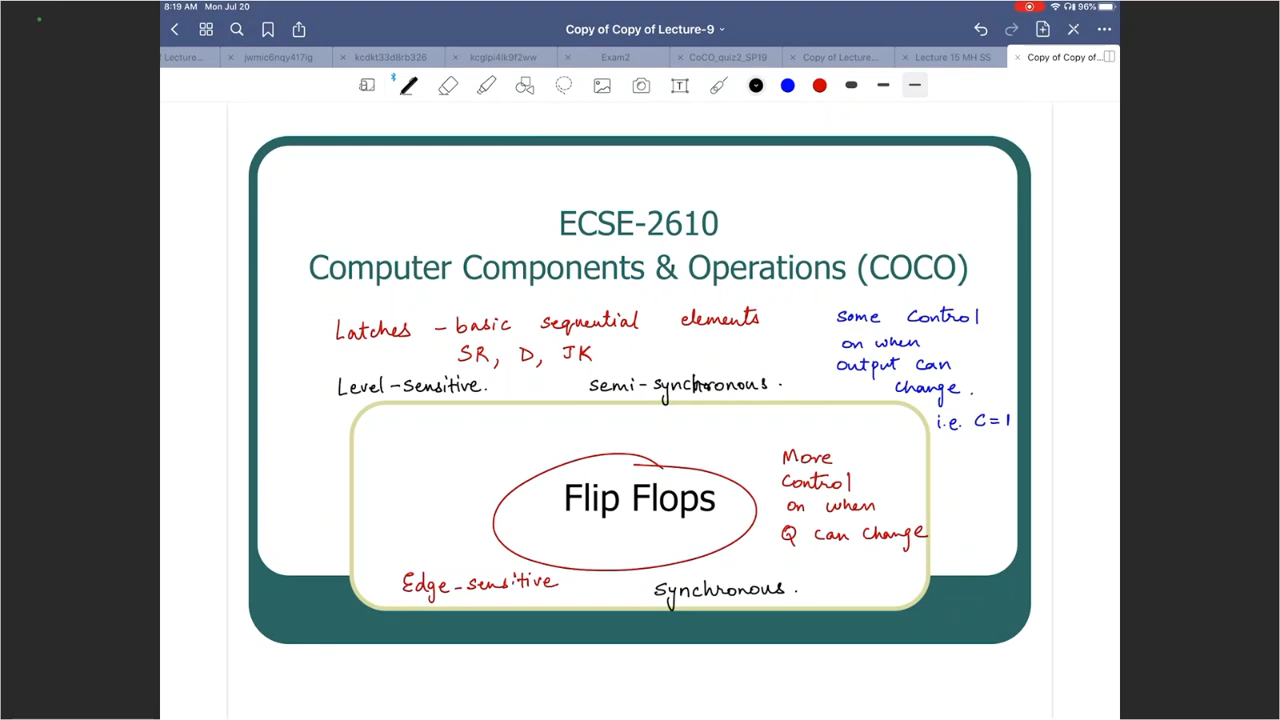 8:19 AM Mon Jul 20
96%
Copy of Copy of Lecture-9
Lecture...
jwmic6nqy417ig
kcdkt33d8rb326
kcglpi4lk9f2ww
Exam2
CoCO_quiz2_SP19
Copy of Lecture...
Lecture 15 MH SS
Copy of Copy of...
T
ECSE-2610
Computer Components & Operations (COCO)
Latches - basic sequential elements
SR, D, JK
Level-sensitive. semi-synchronous.
Some control
on when
output can
change.
i.e. C=1
Flip Flops
More
control
on when
Q can change
Edge-sensitive synchronous.